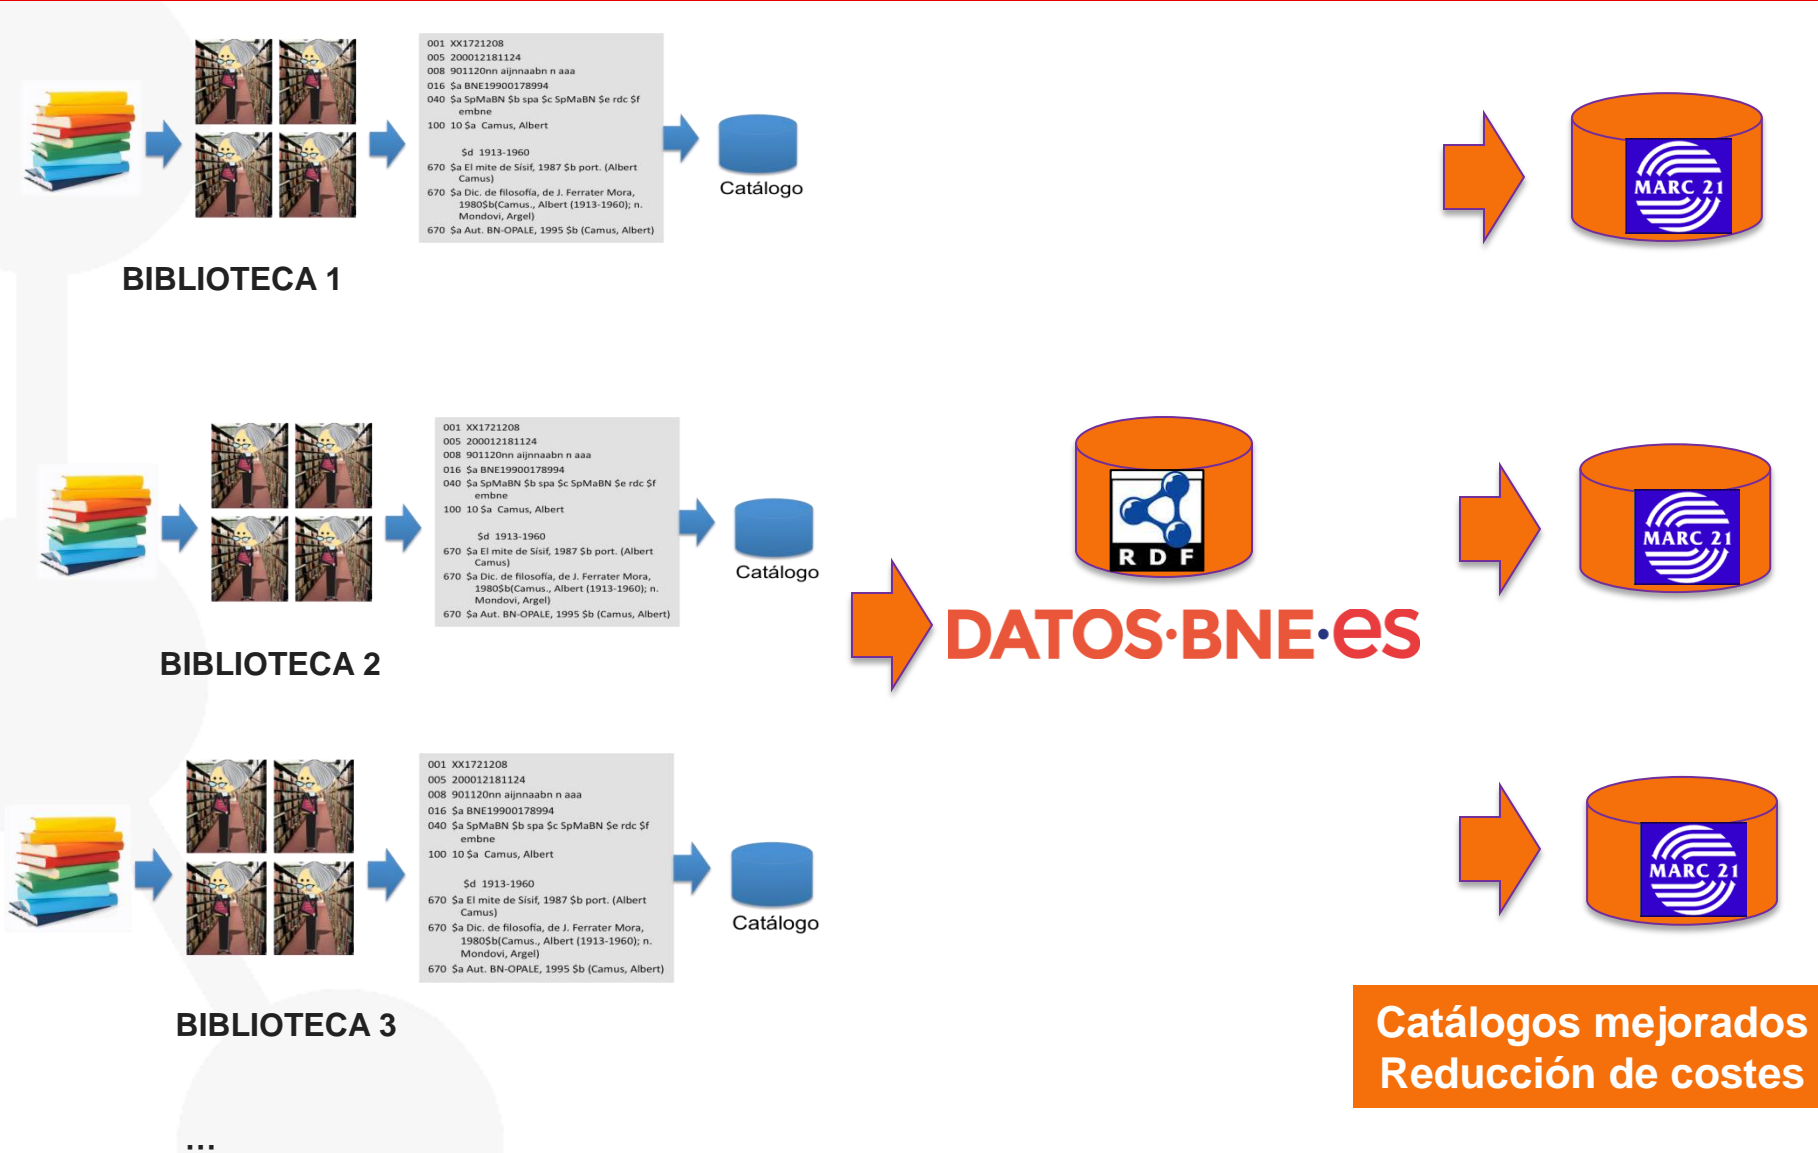 001 XX1721208
005 200012181124
008 901120nn aijnnaabn n aaa
016 $a BNE19900178994
040 $a SpMaBN $b spa $c SpMaBN $e rdc $f
embne
100 10 $a Camus, Albert
$d 1913-1960
670 $a El mite de Sísif, 1987 $b port. (Albert
Camus)
670 $a Dic. de filosofía, de J. Ferrater Mora,
1980$b(Camus., Albert (1913-1960); n.
Mondovi, Argel)
670 $a Aut. BN-OPALE, 1995 $b (Camus, Albert)
Catálogo
BIBLIOTECA 1
MARC 21
001 XX1721208
005 200012181124
008 901120nn aijnnaabn n aaa
016 $a BNE19900178994
040 $a SpMaBN $b spa $c SpMaBN $e rdc $f
embne
100 10 $a Camus, Albert
$d 1913-1960
670 $a El mite de Sísif, 1987 $b port. (Albert
Camus)
670 $a Dic. de filosofía, de J. Ferrater Mora,
1980$b(Camus., Albert (1913-1960); n.
Mondovi, Argel)
670 $a Aut. BN-OPALE, 1995 $b (Camus, Albert)
Catálogo
BIBLIOTECA 2
RDF
DATOS·BNE·es
MARC 21
001 XX1721208
005 200012181124
008 901120nn aijnnaabn n aaa
016 $a BNE19900178994
040 $a SpMaBN $b spa $c SpMaBN $e rdc $f
embne
100 10 $a Camus, Albert
$d 1913-1960
670 $a El mite de Sísif, 1987 $b port. (Albert
Camus)
670 $a Dic. de filosofía, de J. Ferrater Mora,
1980$b(Camus., Albert (1913-1960); n.
Mondovi, Argel)
670 $a Aut. BN-OPALE, 1995 $b (Camus, Albert)
Catálogo
BIBLIOTECA 3
MARC 21
Catálogos mejorados
Reducción de costes
...